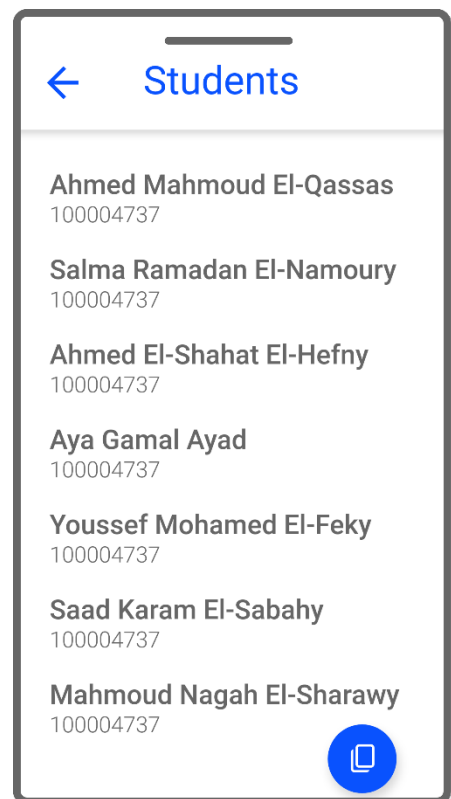 Students
Ahmed Mahmoud El-Qassas
100004737
Salma Ramadan El-Namoury
100004737
Ahmed El-Shahat El-Hefny
100004737
Aya Gamal Ayad
100004737
Youssef Mohamed El-Feky
100004737
Saad Karam El-Sabahy
100004737
Mahmoud Nagah El-Sharawy
100004737